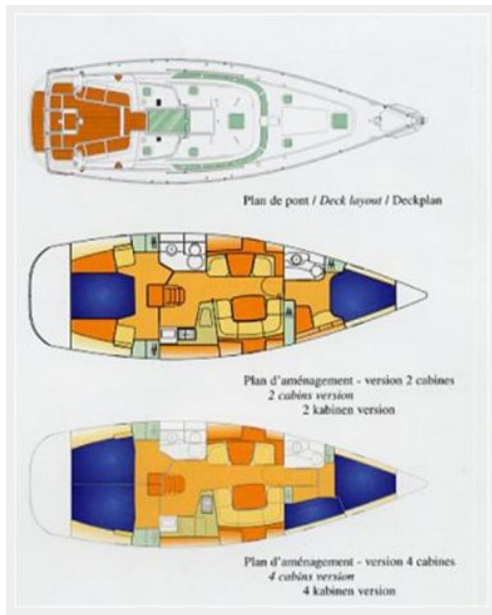 Plan de pont / Deck layout / Deckplan
Plan d'aménagement - version 2 cabines
2 cabins version
2 kabinen version
Plan d'aménagement - version 4 cabines
4 cabins version
4 kabinen version